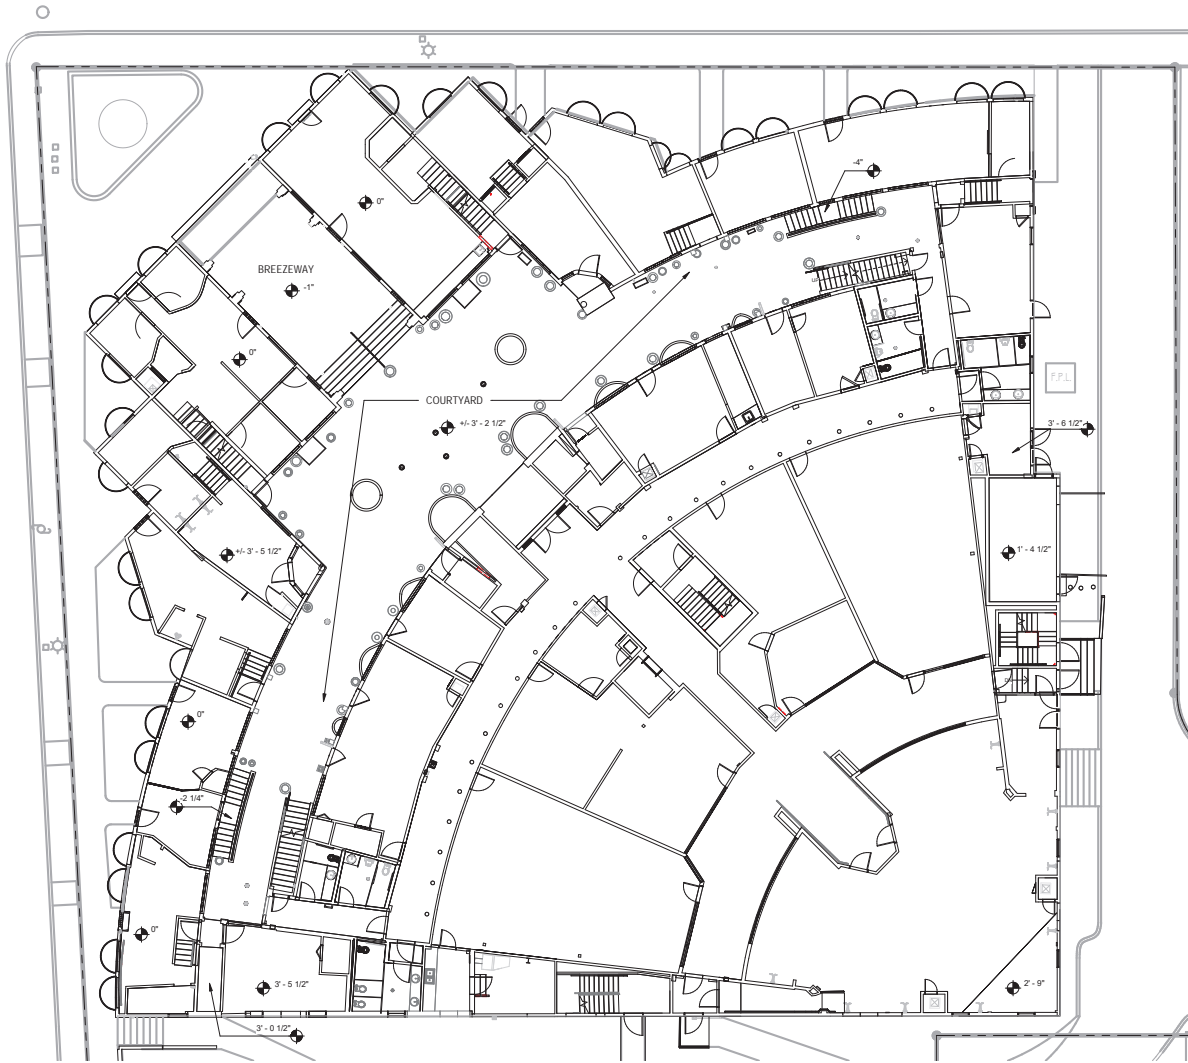 -4"
0"
BREEZEWAY
-1"
0"
F.P.L.
COURTYARD
+/- 3' - 2 1/2"
3' - 6 1/2"
+/- 3' - 5 1/2"
1' - 4 1/2"
0"
-2 1/4"
0"
3' - 5 1/2"
2' - 9"
3' - 0 1/2"